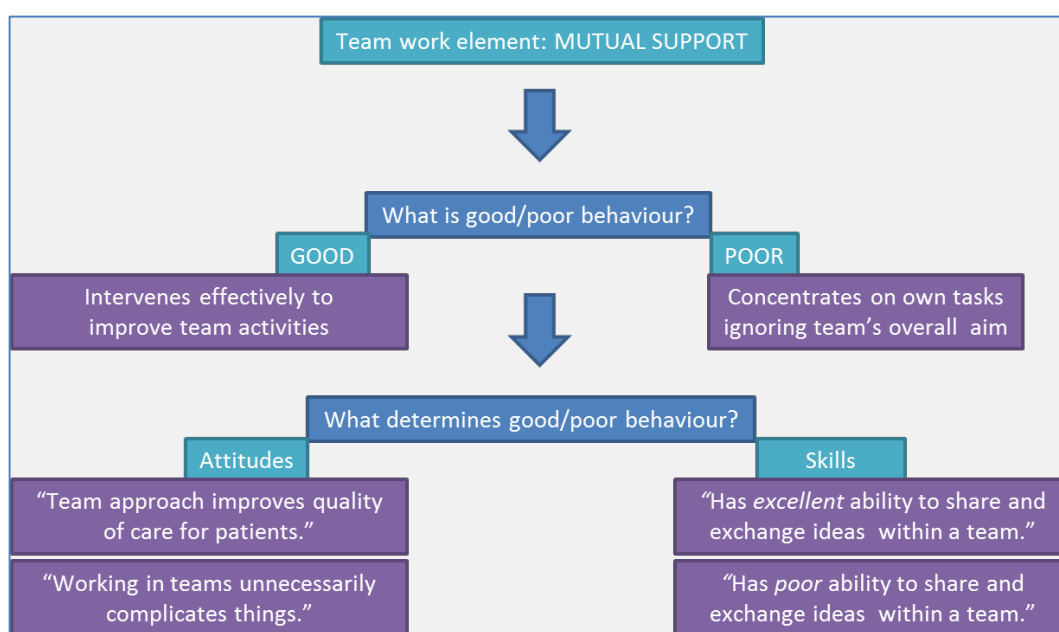 Team work element: MUTUAL SUPPORT
What is good/poor behaviour?
GOOD
Intervenes effectively to
improve team activities
POOR
Concentrates on own tasks
ignoring team’s overall aim
What determines good/poor behaviour?
Attitudes
“Team approach improves quality
of care for patients.”
“Working in teams unnecessarily
complicates things.”
Skills
“Has excellent ability to share and
exchange ideas within a team.”
“Has poor ability to share and
exchange ideas within a team.”